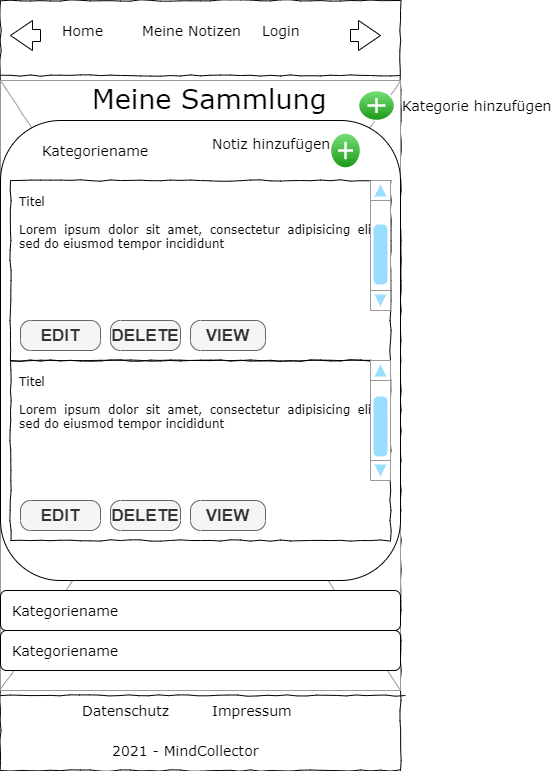 Home Meine Notizen Login
Meine Sammlung
Kategorie hinzufügen
Kategoriename
Notiz hinzufügen
Titel
Lorem ipsum dolor sit amet, consectetur adipisicing eli
sed do eiusmod tempor incididunt
EDIT DELETE VIEW
Titel
Lorem ipsum dolor sit amet, consectetur adipisicing eli
sed do eiusmod tempor incididunt
EDIT DELETE VIEW
Kategoriename
Kategoriename
Datenschutz Impressum
2021 - MindCollector